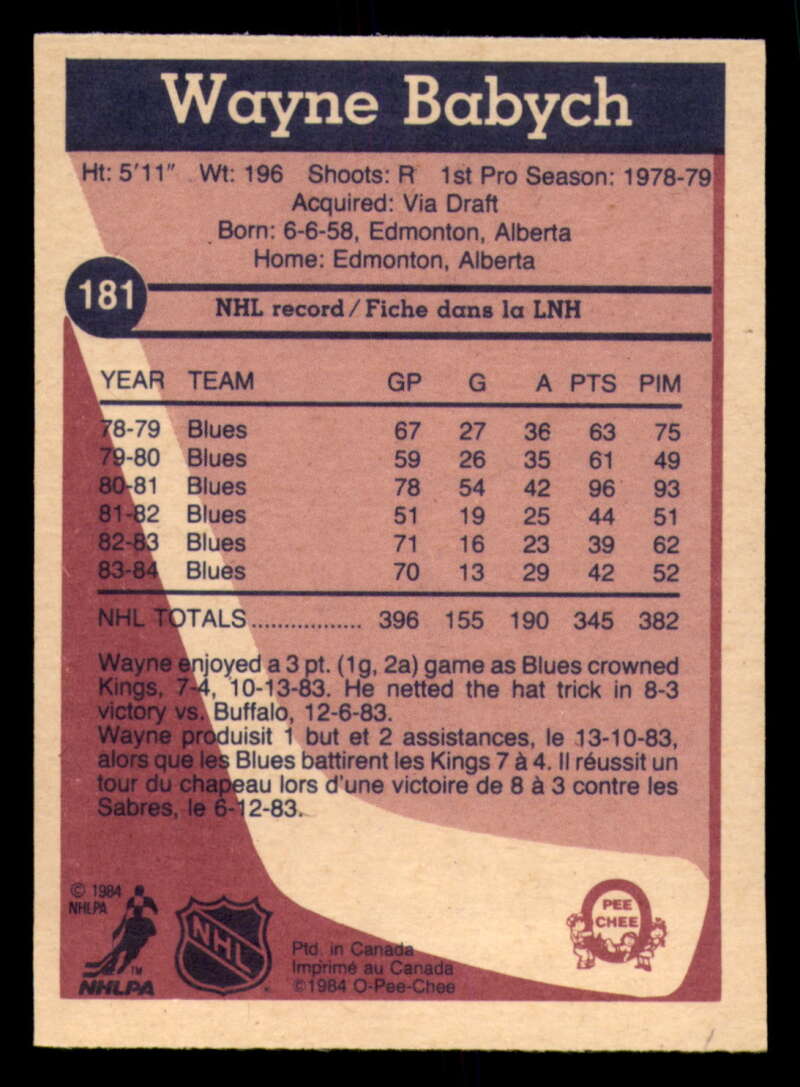 Wayne Babych
Ht: 5'11" Wt: 196 Shoots: R 1st Pro Season: 1978-79
Acquired: Via Draft
Born: 6-6-58, Edmonton, Alberta
Home: Edmonton, Alberta
181
NHL record/Fiche dans la LNH
YEAR TEAM GP G A PTS PIM
78-79 Blues 67 27 36 63 75
79-80 Blues 59 26 35 61 49
80-81 Blues 78 54 42 96 93
81-82 Blues 51 19 25 44 51
82-83 Blues 71 16 23 39 62
83-84 Blues 70 13 29 42 52
NHL TOTALS................. 396 155 190 345 382
Wayne enjoyed a 3 pt. (1g, 2a) game as Blues crowned
Kings, 7-4, 10-13-83. He netted the hat trick in 8-3
victory vs. Buffalo, 12-6-83.
Wayne produisit 1 but et 2 assistances, le 13-10-83,
alors que les Blues battirent les Kings 7 à 4. Il réussit un
tour du chapeau lors d'une victoire de 8 à 3 contre les
Sabres, le 6-12-83.
© 1984
NHLPA
TM
NHLPA
NHL
Ptd. in Canada
Imprimé au Canada
©1984 O-Pee-Chee
PEE
CHEE